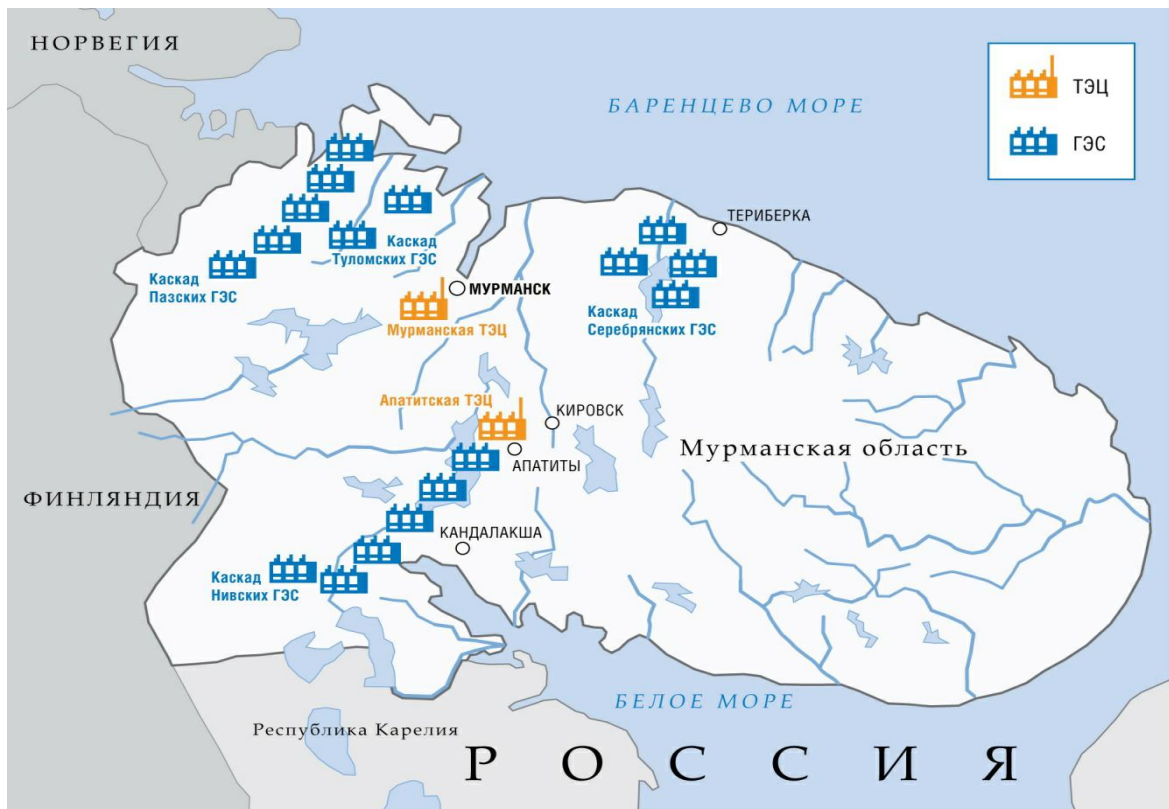 НОРВЕГИЯ
БАРЕНЦЕВО МОРЕ
ТЭЦ
ГЭС
ТЕРИБЕРКА
Каскад
Туломских ГЭС
Каскад
Пазских ГЭС
МУРМАНСК
Мурманская ТЭЦ
Каскад
Серебрянских ГЭС
Апатитская ТЭЦ
КИРОВСК
АПАТИТЫ
Мурманская область
ФИНЛЯНДИЯ
КАНДАЛАКША
Каскад
Нивских ГЭС
БЕЛОЕ МОРЕ
Республика Карелия
РОССИЯ